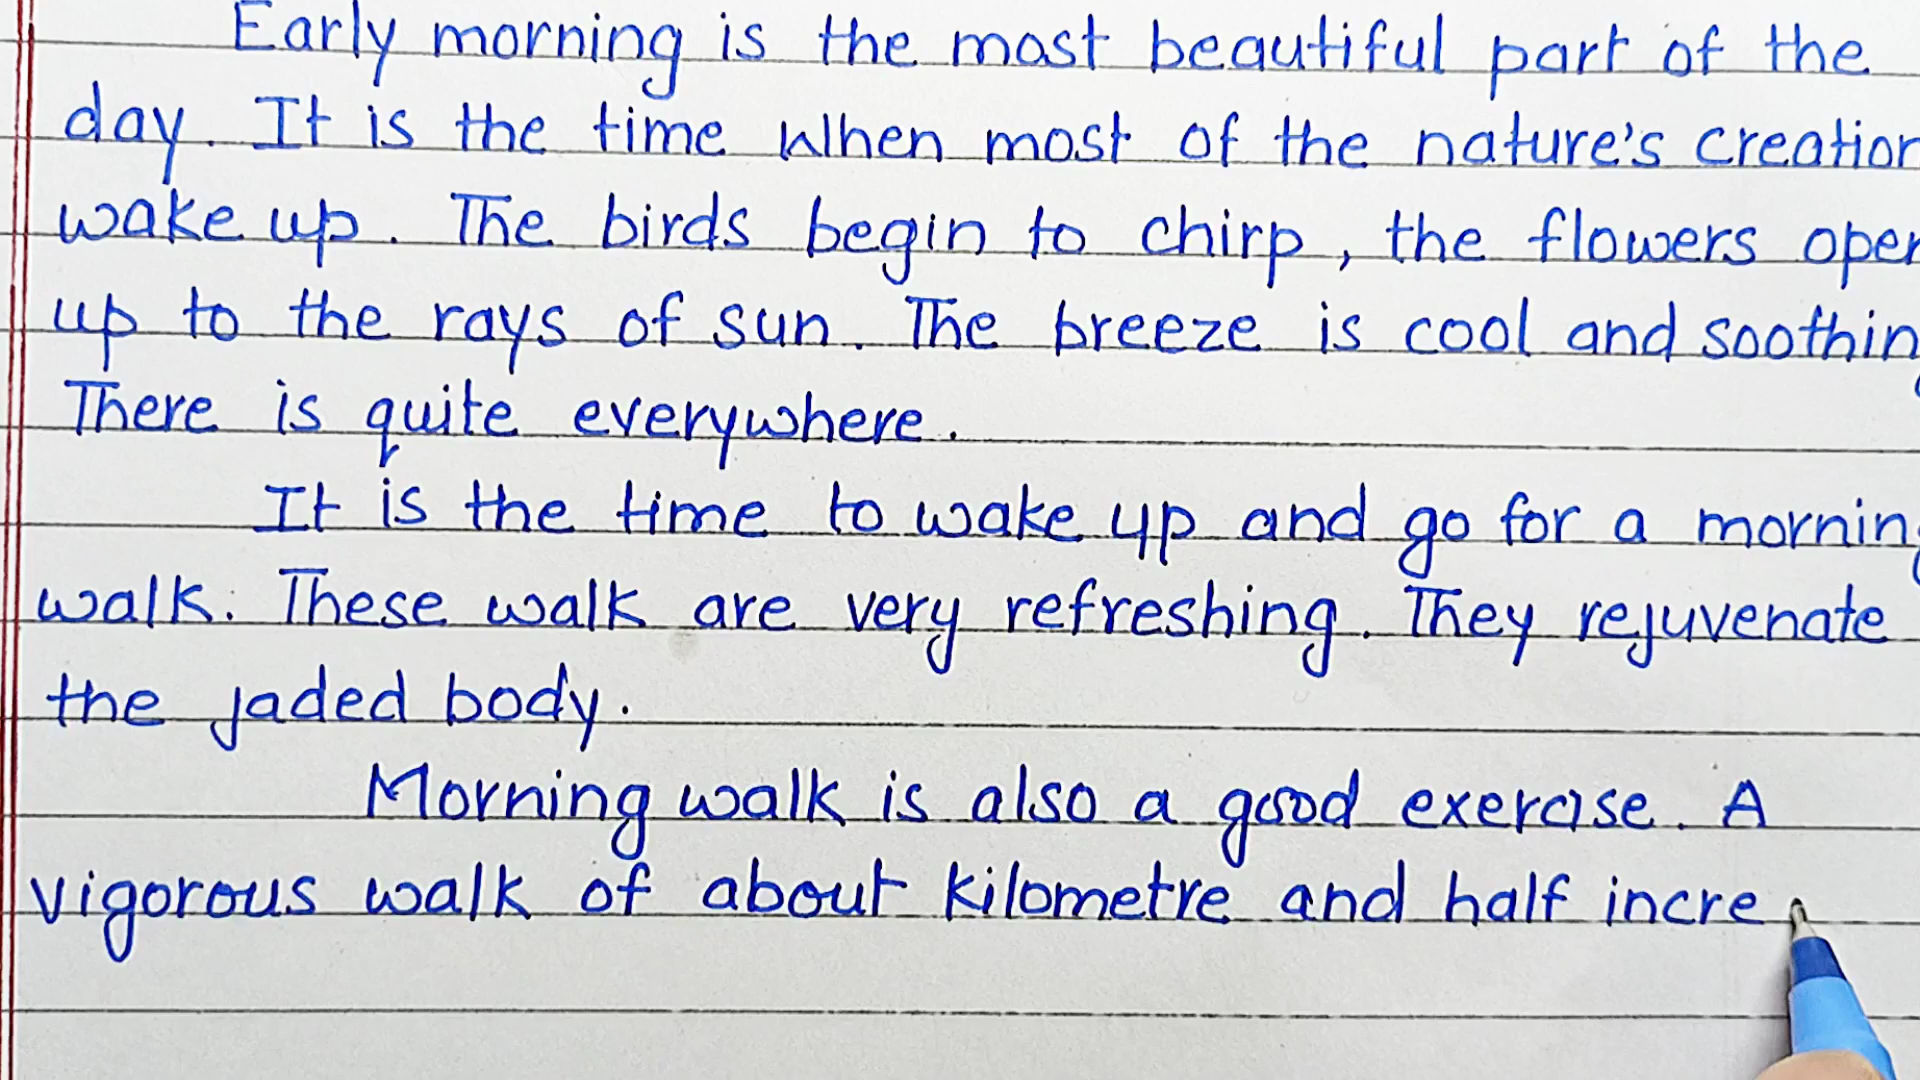 Early morning is the most beautiful part of the
day. It is the time When most of the nature's creation
wake up. The birds begin to chirp, the flowers open
up to the rays of sun. The breeze is cool and soothing
There is quite everywhere.
It is the time to wake up and go for a morning
walk. These walk are very refreshing. They rejuvenate
the jaded body.
Morning walk is also a good exercise. A
vigorous walk of about kilometre and half incre